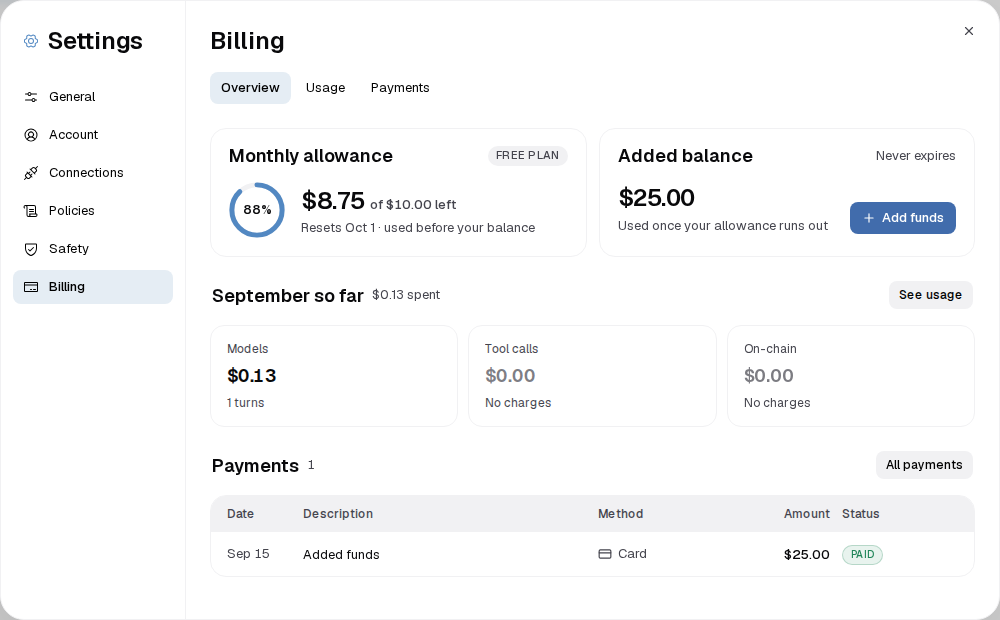 Settings
General
Account
Connections
Policies
Safety
Billing
Billing
Overview Usage Payments
Monthly allowance FREE PLAN
88%
$8.75 of $10.00 left
Resets Oct 1 · used before your balance
Added balance Never expires
$25.00
Used once your allowance runs out
Add funds
September so far $0.13 spent See usage
Models
$0.13
1 turns
Tool calls
$0.00
No charges
On-chain
$0.00
No charges
Payments 1 All payments
Date Description Method Amount Status
Sep 15 Added funds Card $25.00 PAID